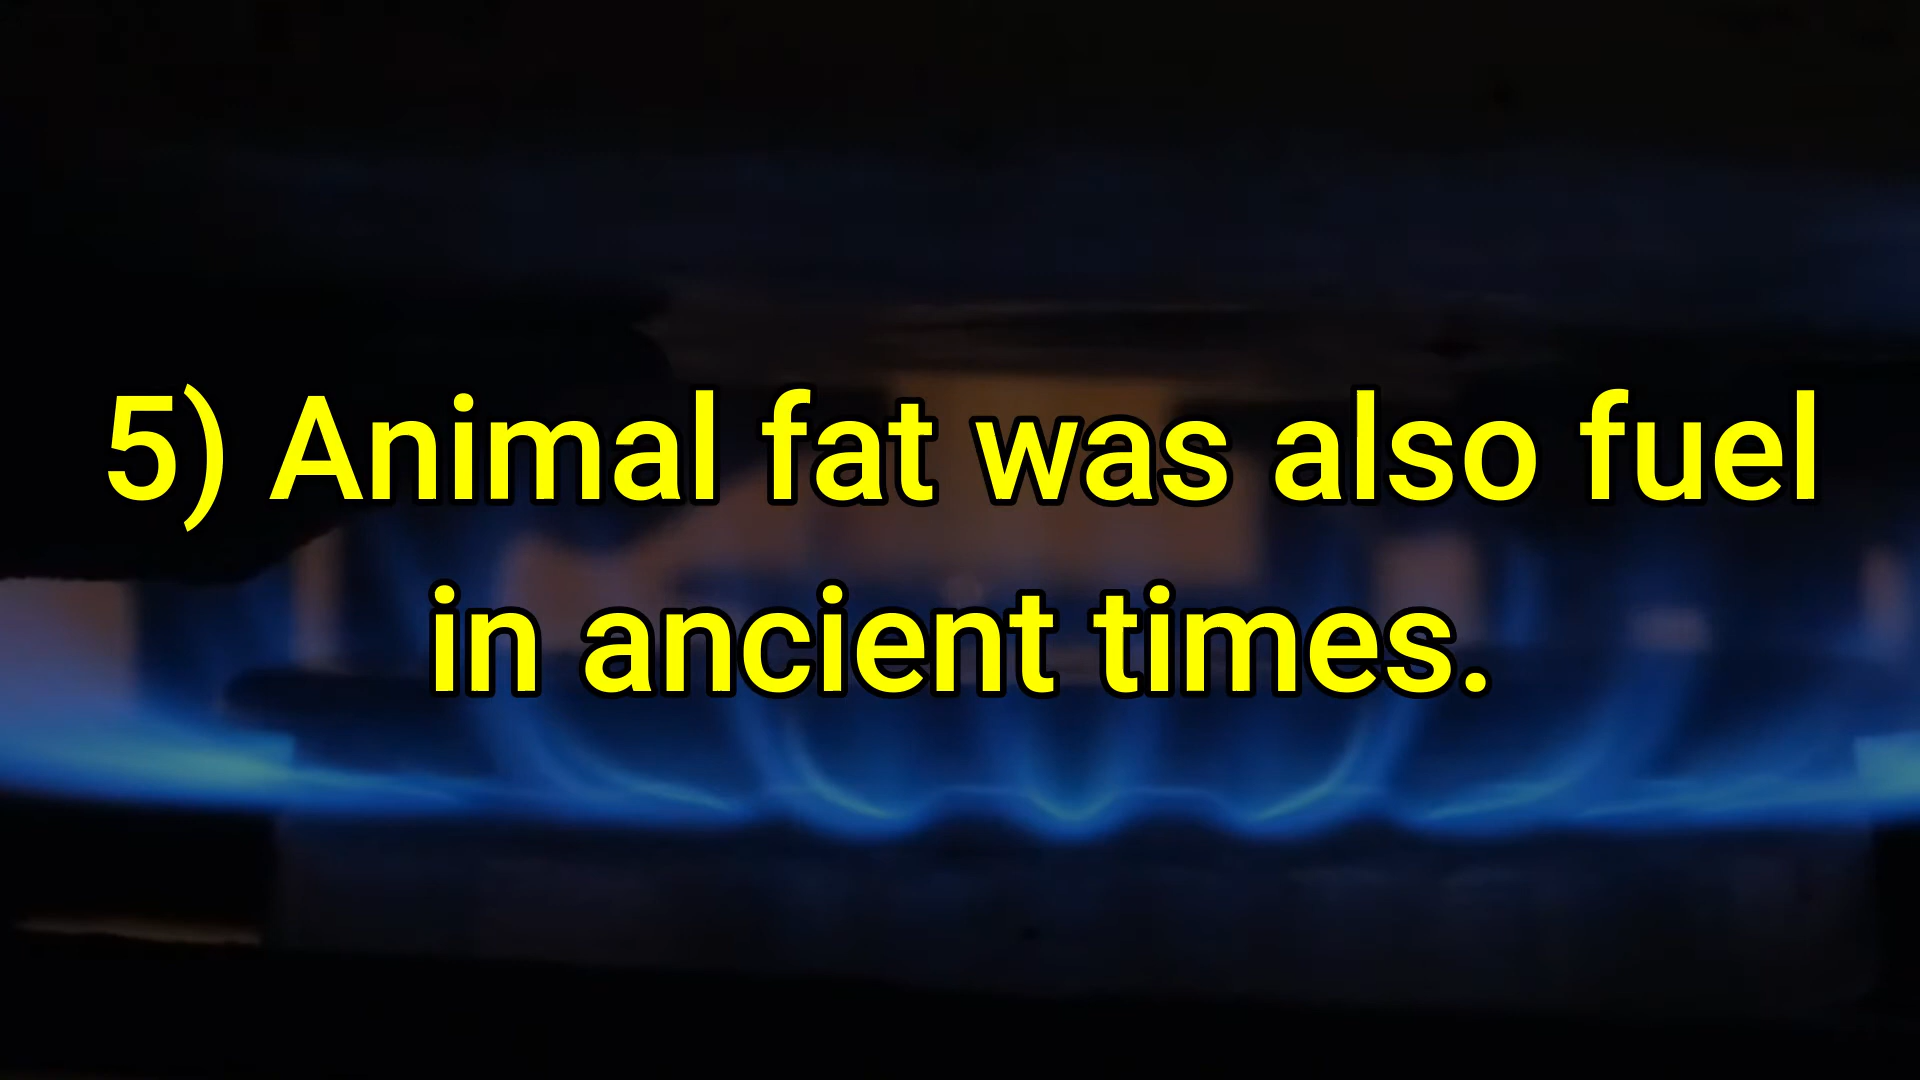 5) Animal fat was also fuel
in ancient times.